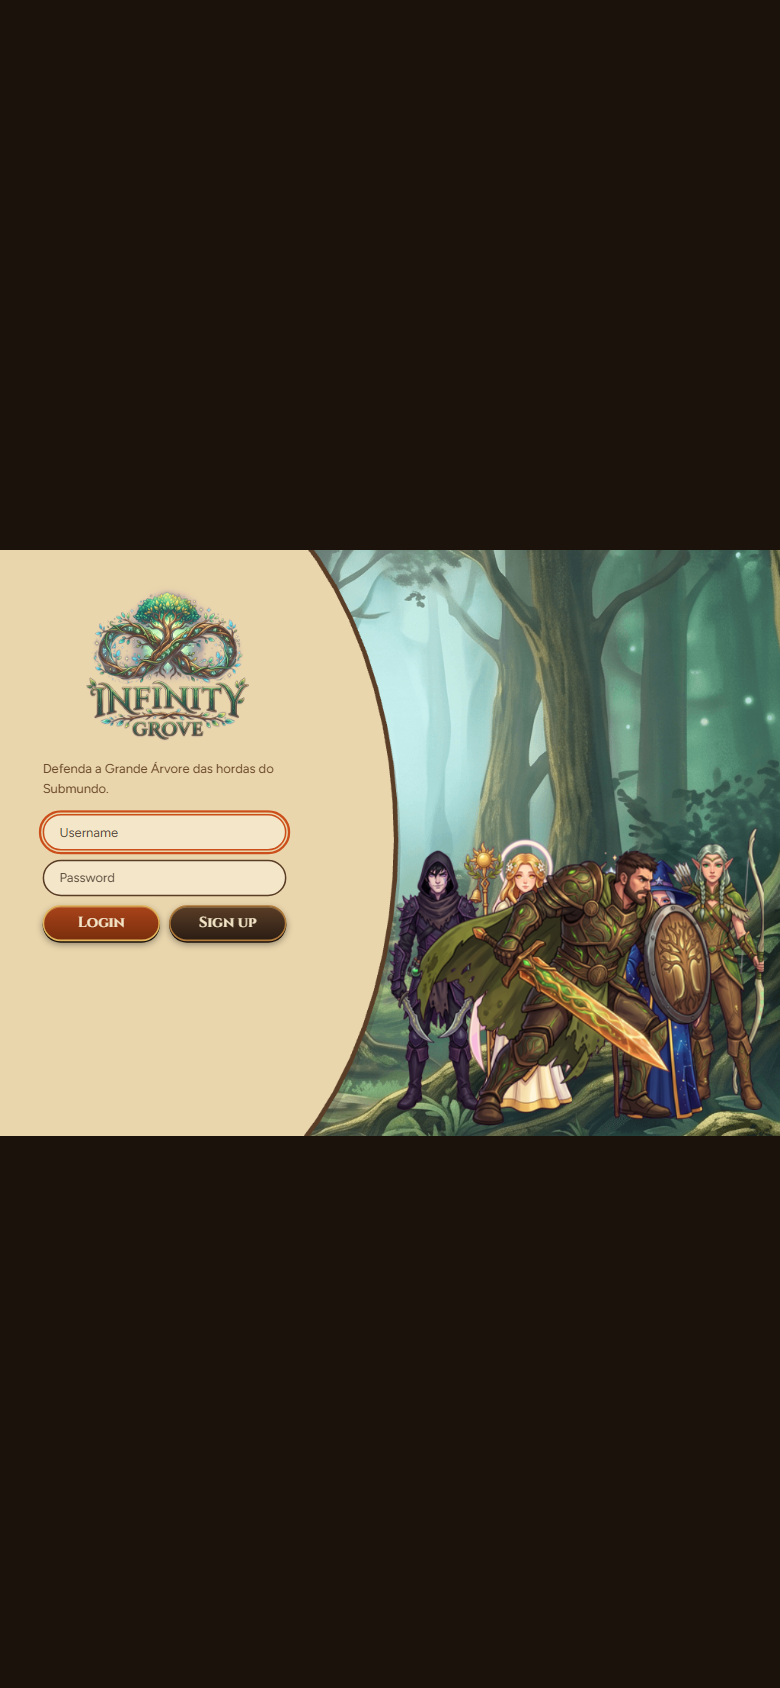 INFINITY
GROVE
Defenda a Grande Árvore das hordas do
Submundo.
Username
Password
LOGIN SIGN UP